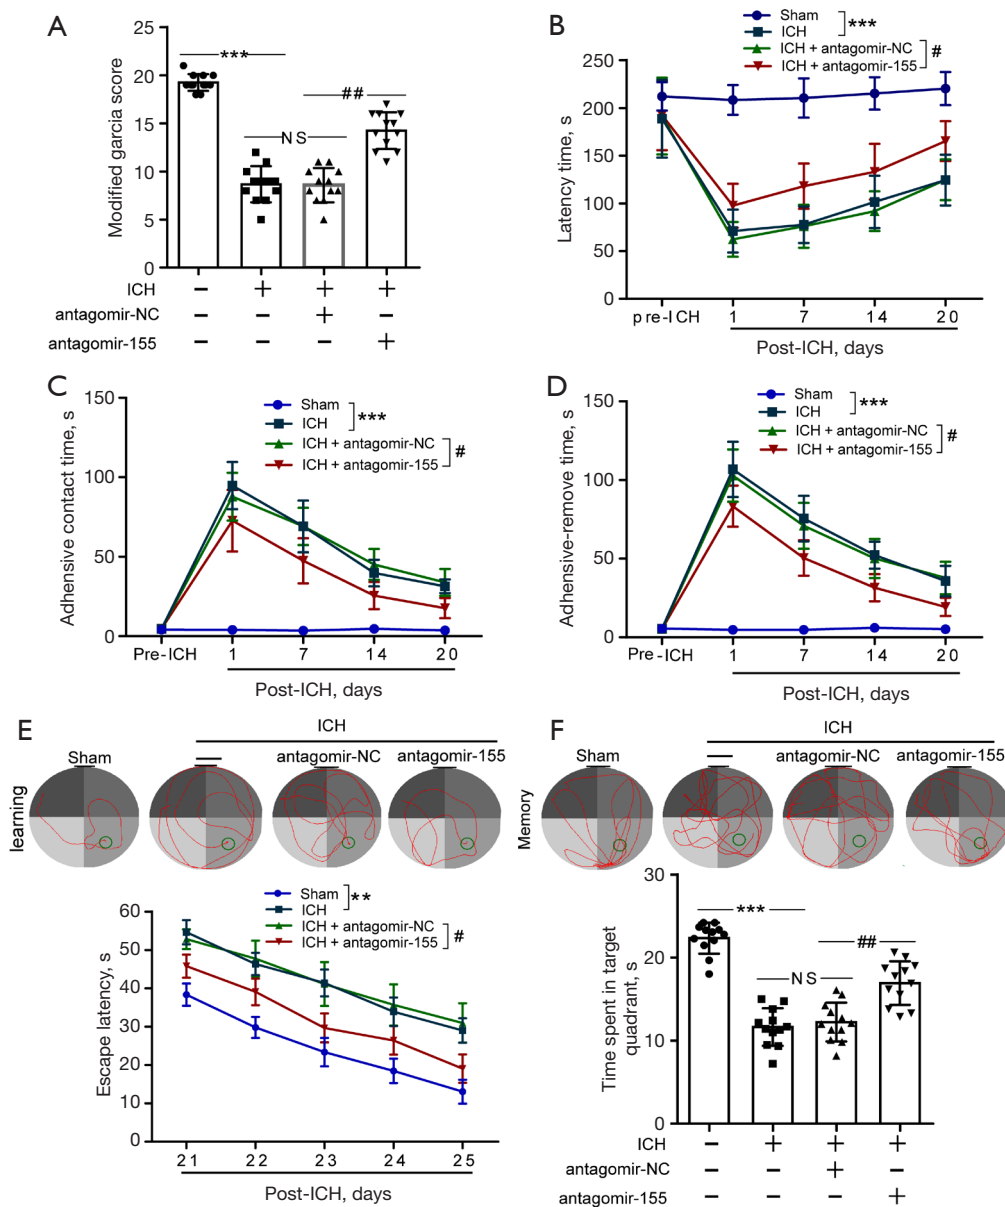 A
Modified garcia score
25
20
15
10
5
0
***
NS
##
ICH − + + +
antagomir-NC − − + −
antagomir-155 − − − +
B
Sham
ICH
***
ICH + antagomir-NC
ICH + antagomir-155
#
Latency time, s
250
200
150
100
50
0
pre-ICH 1 7 14 20
Post-ICH, days
C
Sham
ICH
***
ICH + antagomir-NC
ICH + antagomir-155
#
Adhensive contact time, s
150
100
50
0
Pre-ICH 1 7 14 20
Post-ICH, days
D
Sham
ICH
***
ICH + antagomir-NC
ICH + antagomir-155
#
Adhensive-remove time, s
150
100
50
0
Pre-ICH 1 7 14 20
Post-ICH, days
E
ICH
Sham — antagomir-NC antagomir-155
learning
Sham
ICH
**
ICH + antagomir-NC
ICH + antagomir-155
#
Escape latency, s
60
50
40
30
20
10
0
21 22 23 24 25
Post-ICH, days
F
ICH
Sham — antagomir-NC antagomir-155
Memory
Time spent in target
quadrant, s
30
20
10
0
***
NS
##
ICH − + + +
antagomir-NC − − + −
antagomir-155 − − − +